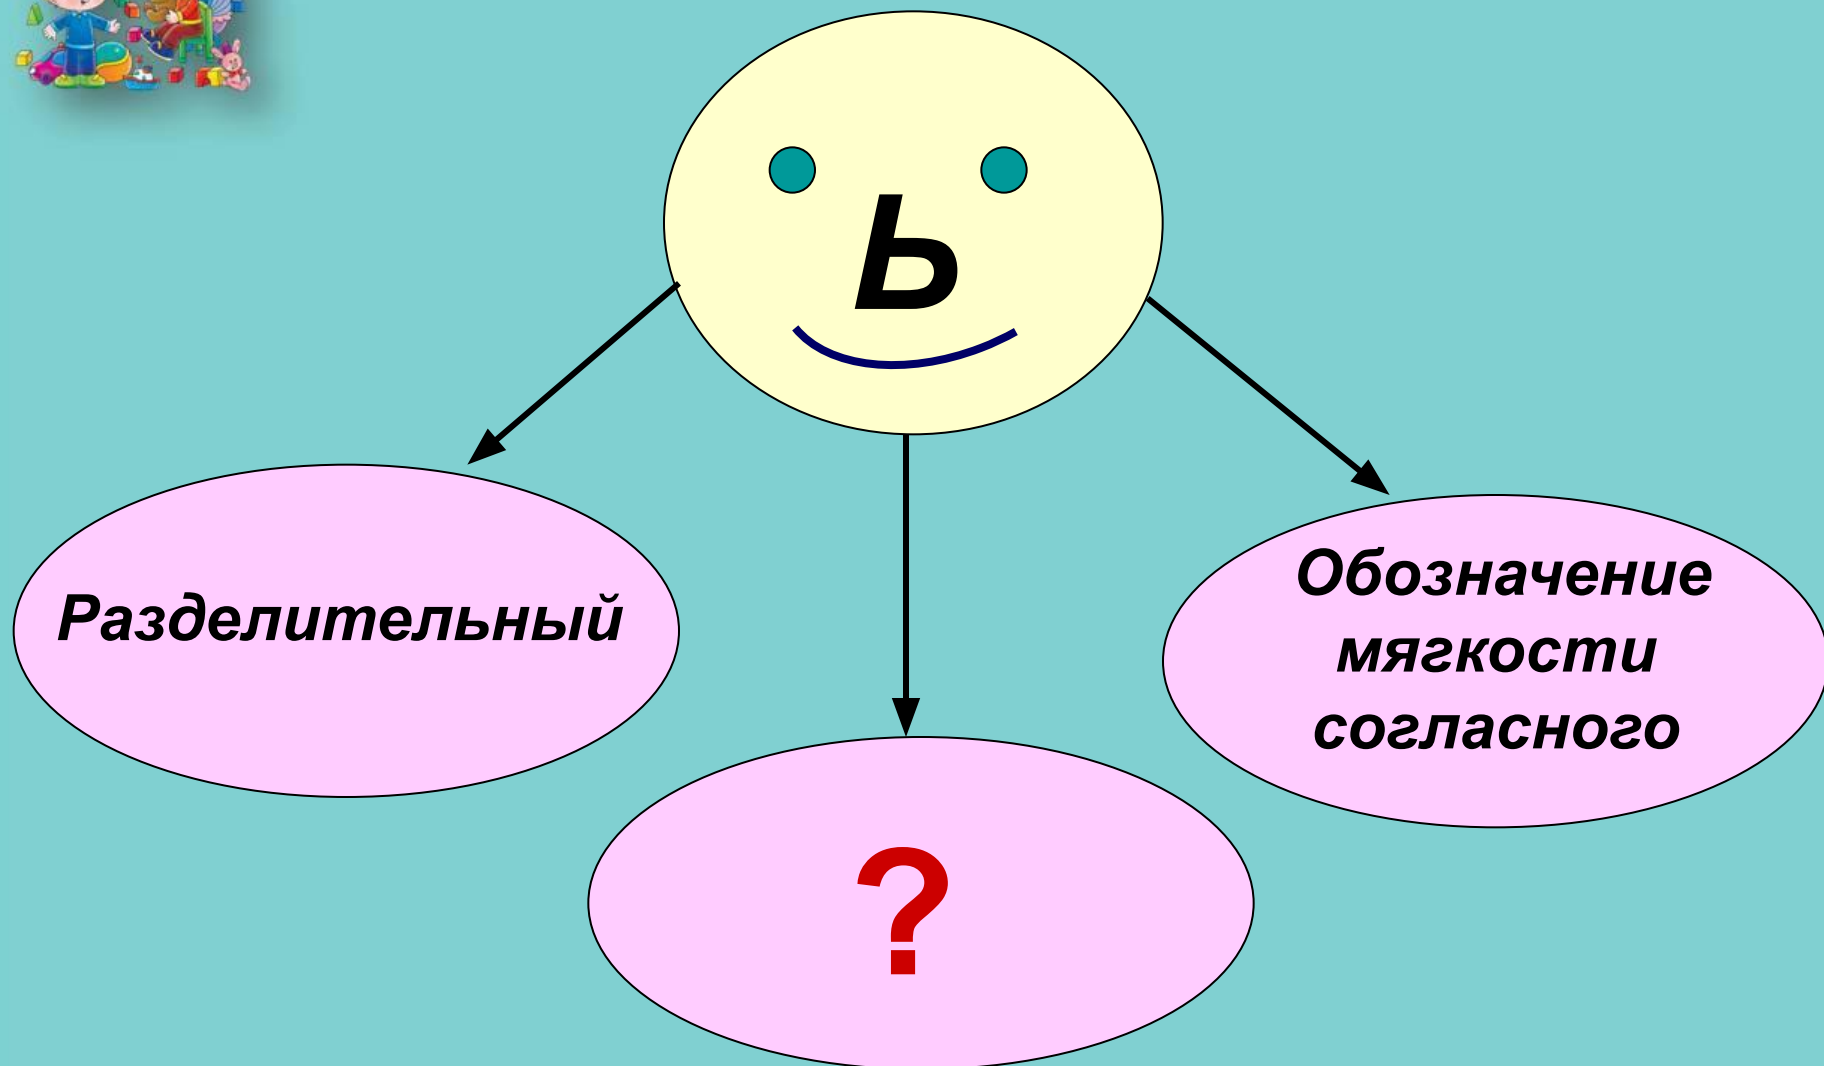 Ь
Разделительный
Обозначение
мягкости
согласного
?